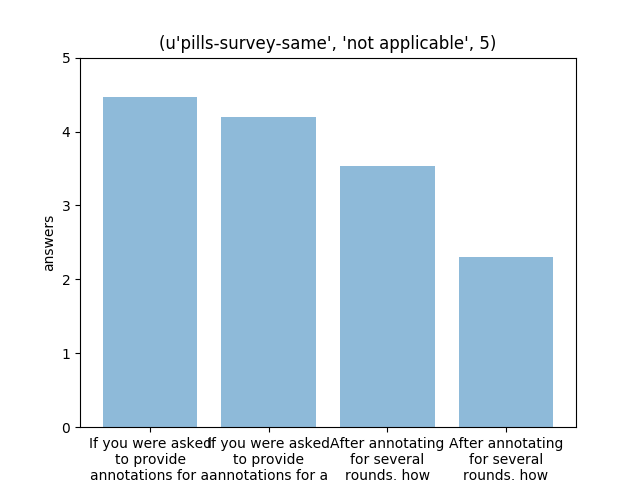 (u'pills-survey-same', 'not applicable', 5)
5
4
3
2
1
0
answers
If you were asked
to provide
annotations for a
If you were asked
to provide
annotations for a
After annotating
for several
rounds, how
After annotating
for several
rounds, how